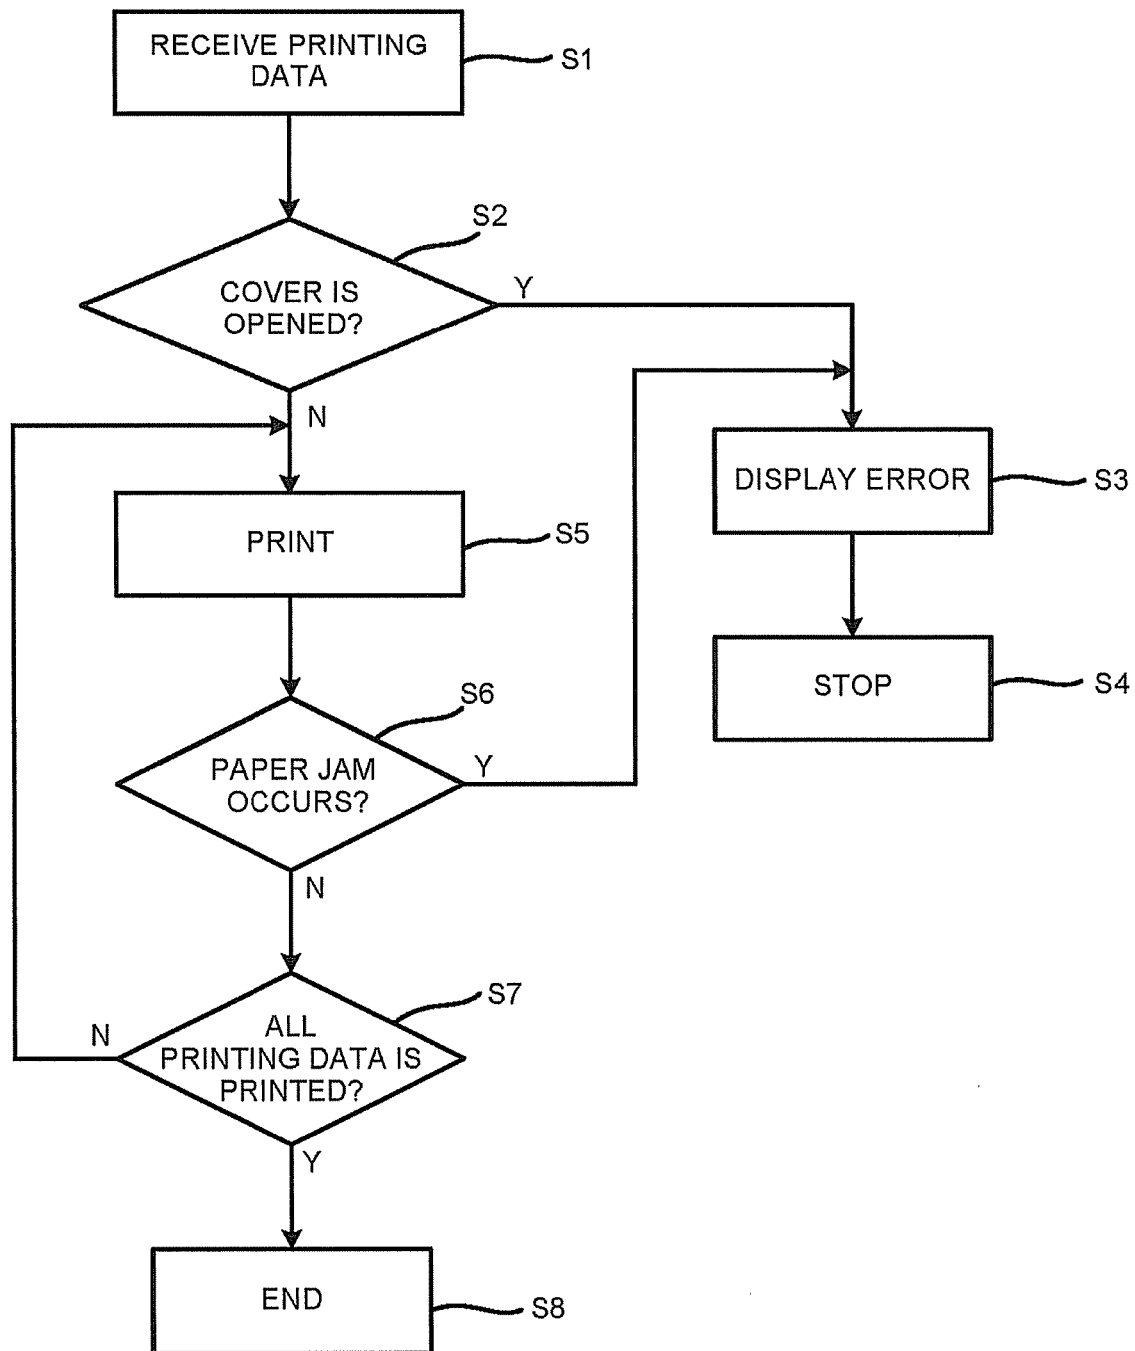 RECEIVE PRINTING
DATA
S1
S2
COVER IS
OPENED?
Y
N
DISPLAY ERROR
S3
PRINT
S5
STOP
S4
S6
PAPER JAM
OCCURS?
Y
N
S7
N
ALL
PRINTING DATA IS
PRINTED?
Y
END
S8